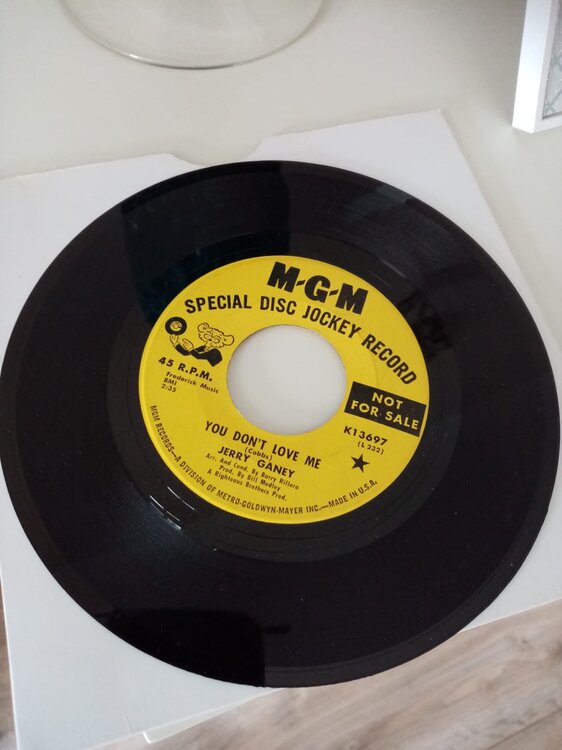 M-G-M
SPECIAL DISC JOCKEY RECORD
45 R.P.M.
Frederick Music
BMI
2:35
NOT
FOR SALE
K13697
(L 232)
YOU DON'T LOVE ME
(Cobbs)
JERRY GANEY
Arr. And Cond. By Barry Rillera
Prod. By Bill Medley
A Righteous Brothers Prod.
MGM RECORDS—A DIVISION OF METRO-GOLDWYN-MAYER INC.—MADE IN U.S.A.